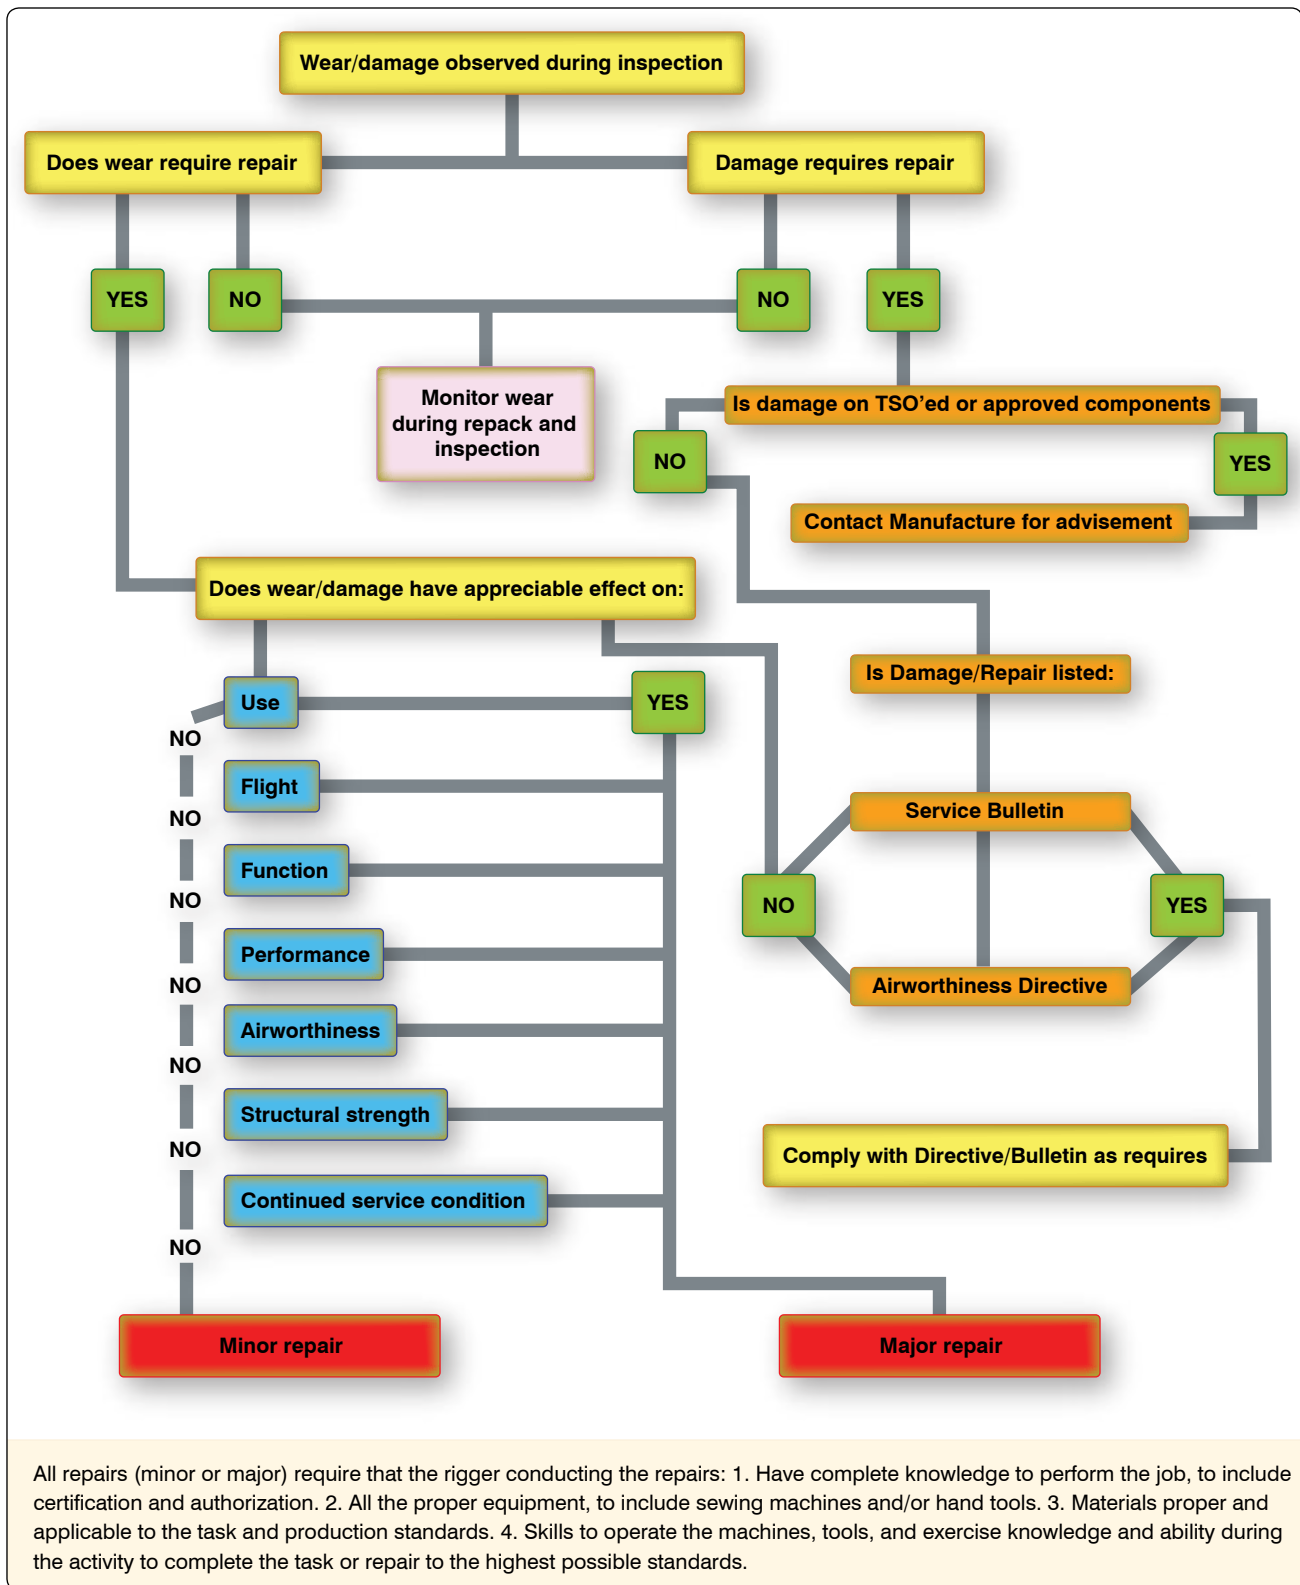 Wear/damage observed during inspection
Does wear require repair
Damage requires repair
YES
NO
NO
YES
Monitor wear
during repack and
inspection
Is damage on TSO’ed or approved components
NO
YES
Contact Manufacture for advisement
Does wear/damage have appreciable effect on:
Is Damage/Repair listed:
Use
YES
NO
Flight
NO
Service Bulletin
Function
NO
NO
YES
Performance
NO
Airworthiness Directive
Airworthiness
NO
Structural strength
NO
Comply with Directive/Bulletin as requires
Continued service condition
NO
Minor repair
Major repair
All repairs (minor or major) require that the rigger conducting the repairs: 1. Have complete knowledge to perform the job, to include
certification and authorization. 2. All the proper equipment, to include sewing machines and/or hand tools. 3. Materials proper and
applicable to the task and production standards. 4. Skills to operate the machines, tools, and exercise knowledge and ability during
the activity to complete the task or repair to the highest possible standards.